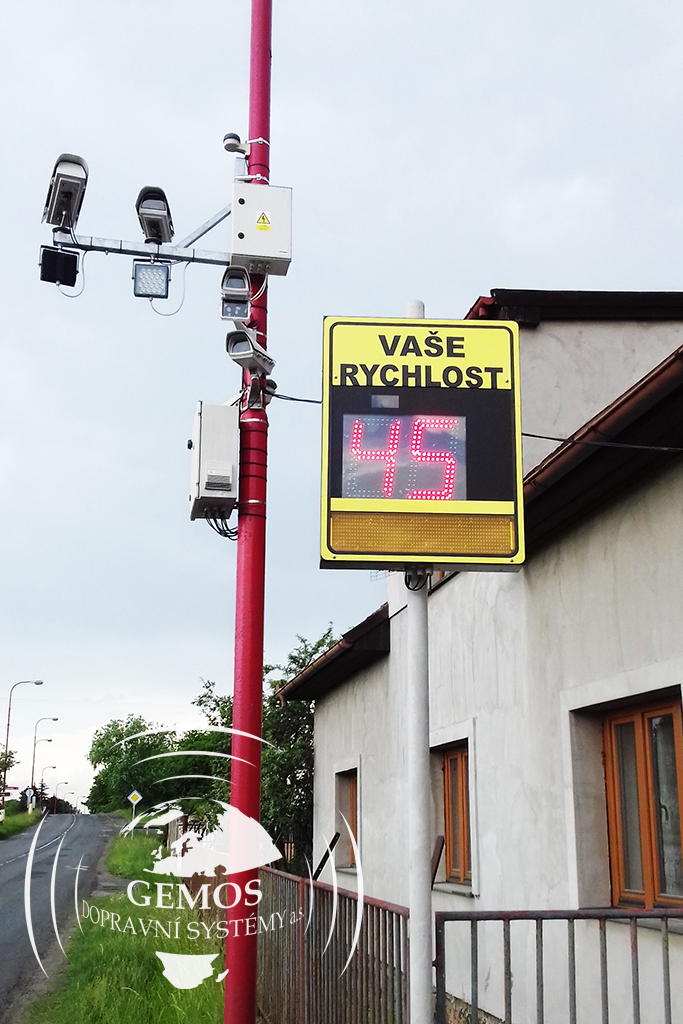 VAŠE
RYCHLOST
45
GEMOS
DOPRAVNÍ SYSTÉMY a.s.